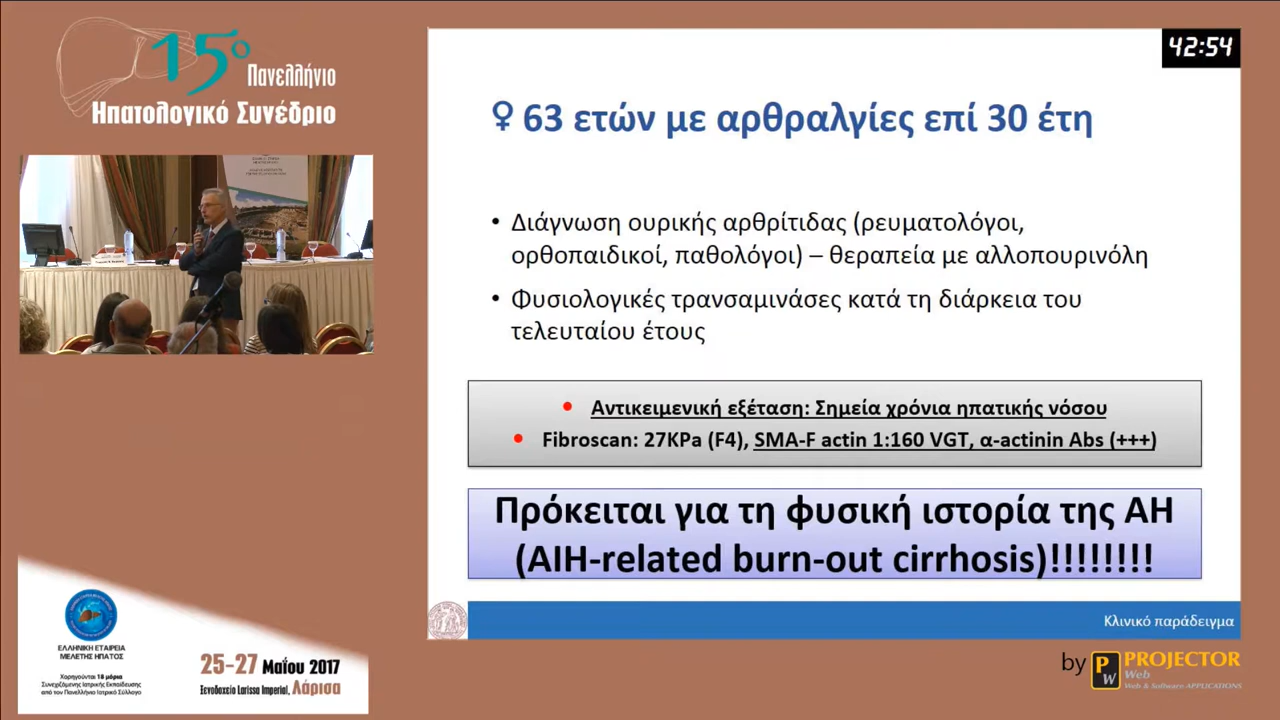 15º
Πανελλήνιο
Ηπατολογικό Συνέδριο
42:54
♀ 63 ετών με αρθραλγίες επί 30 έτη
• Διάγνωση ουρικής αρθρίτιδας (ρευματολόγοι,
ορθοπαιδικοί, παθολόγοι) – θεραπεία με αλλοπουρινόλη
• Φυσιολογικές τρανσαμινάσες κατά τη διάρκεια του
τελευταίου έτους
• Αντικειμενική εξέταση: Σημεία χρόνια ηπατικής νόσου
• Fibroscan: 27KPa (F4), SMA-F actin 1:160 VGT, α-actinin Abs (+++)
Πρόκειται για τη φυσική ιστορία της ΑΗ
(AIH-related burn-out cirrhosis)!!!!!!!!
Κλινικό παράδειγμα
ΕΛΛΗΝΙΚΗ ΕΤΑΙΡΕΙΑ
ΜΕΛΕΤΗΣ ΗΠΑΤΟΣ
Χορηγούνται 18 μόρια
Συνεχιζόμενης Ιατρικής Εκπαίδευσης
από τον Πανελλήνιο Ιατρικό Σύλλογο
25-27 Μαΐου 2017
Ξενοδοχείο Larissa Imperial, Λάρισα
by PW PROJECTOR
Web
Web & Software APPLICATIONS